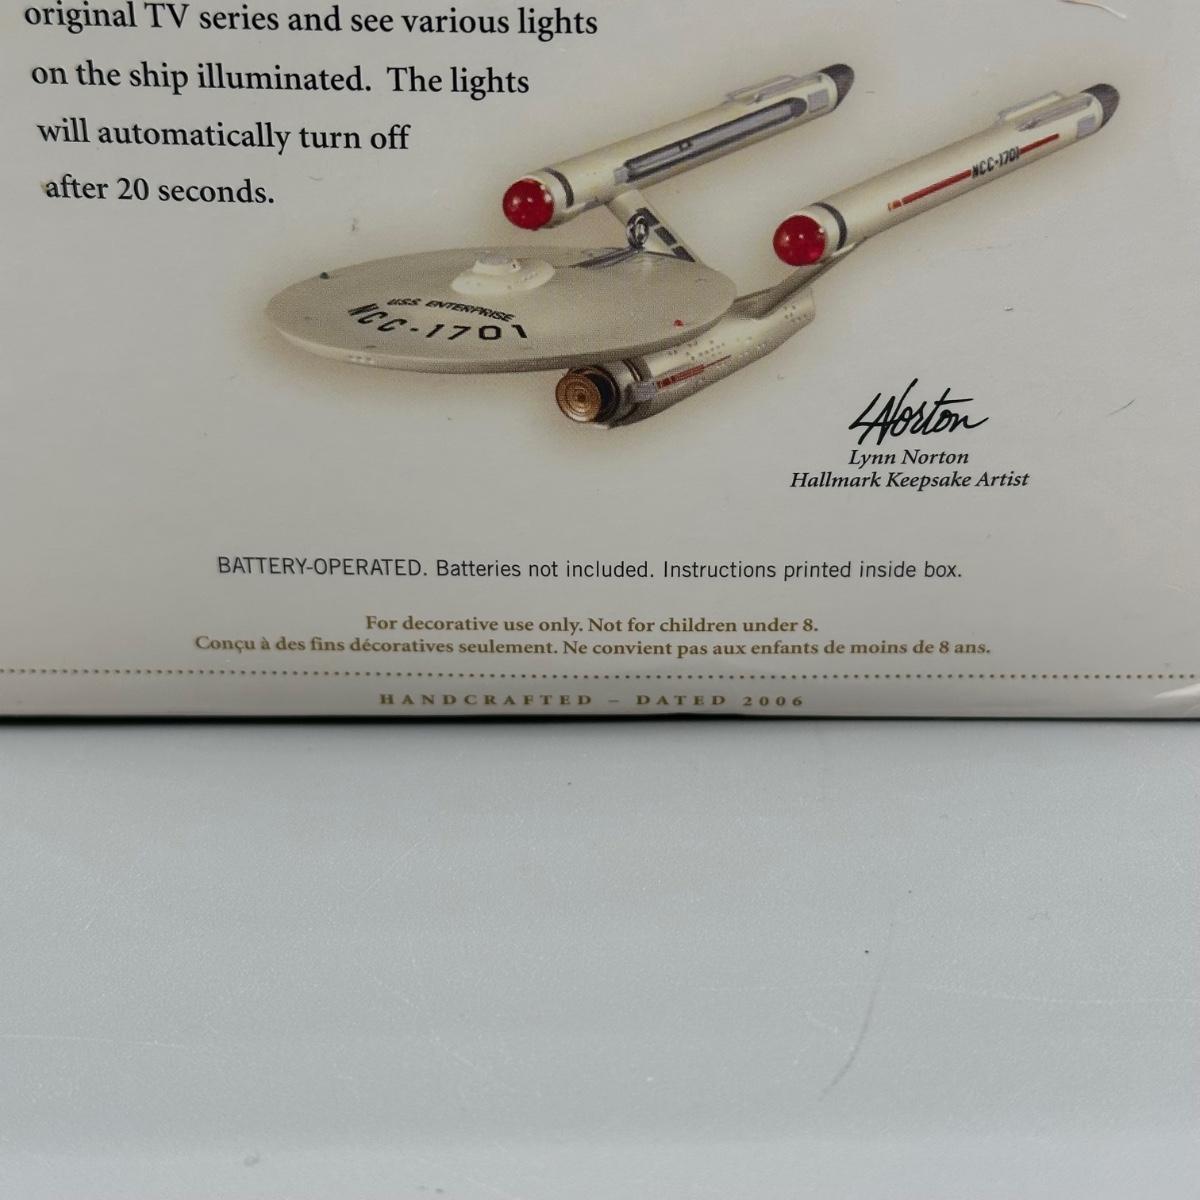 original TV series and see various lights
on the ship illuminated. The lights
will automatically turn off
after 20 seconds.
NCC-1701
U.S.S. ENTERPRISE
NCC-1701
LNorton
Lynn Norton
Hallmark Keepsake Artist
BATTERY-OPERATED. Batteries not included. Instructions printed inside box.
For decorative use only. Not for children under 8.
Conçu à des fins décoratives seulement. Ne convient pas aux enfants de moins de 8 ans.
HANDCRAFTED – DATED 2006